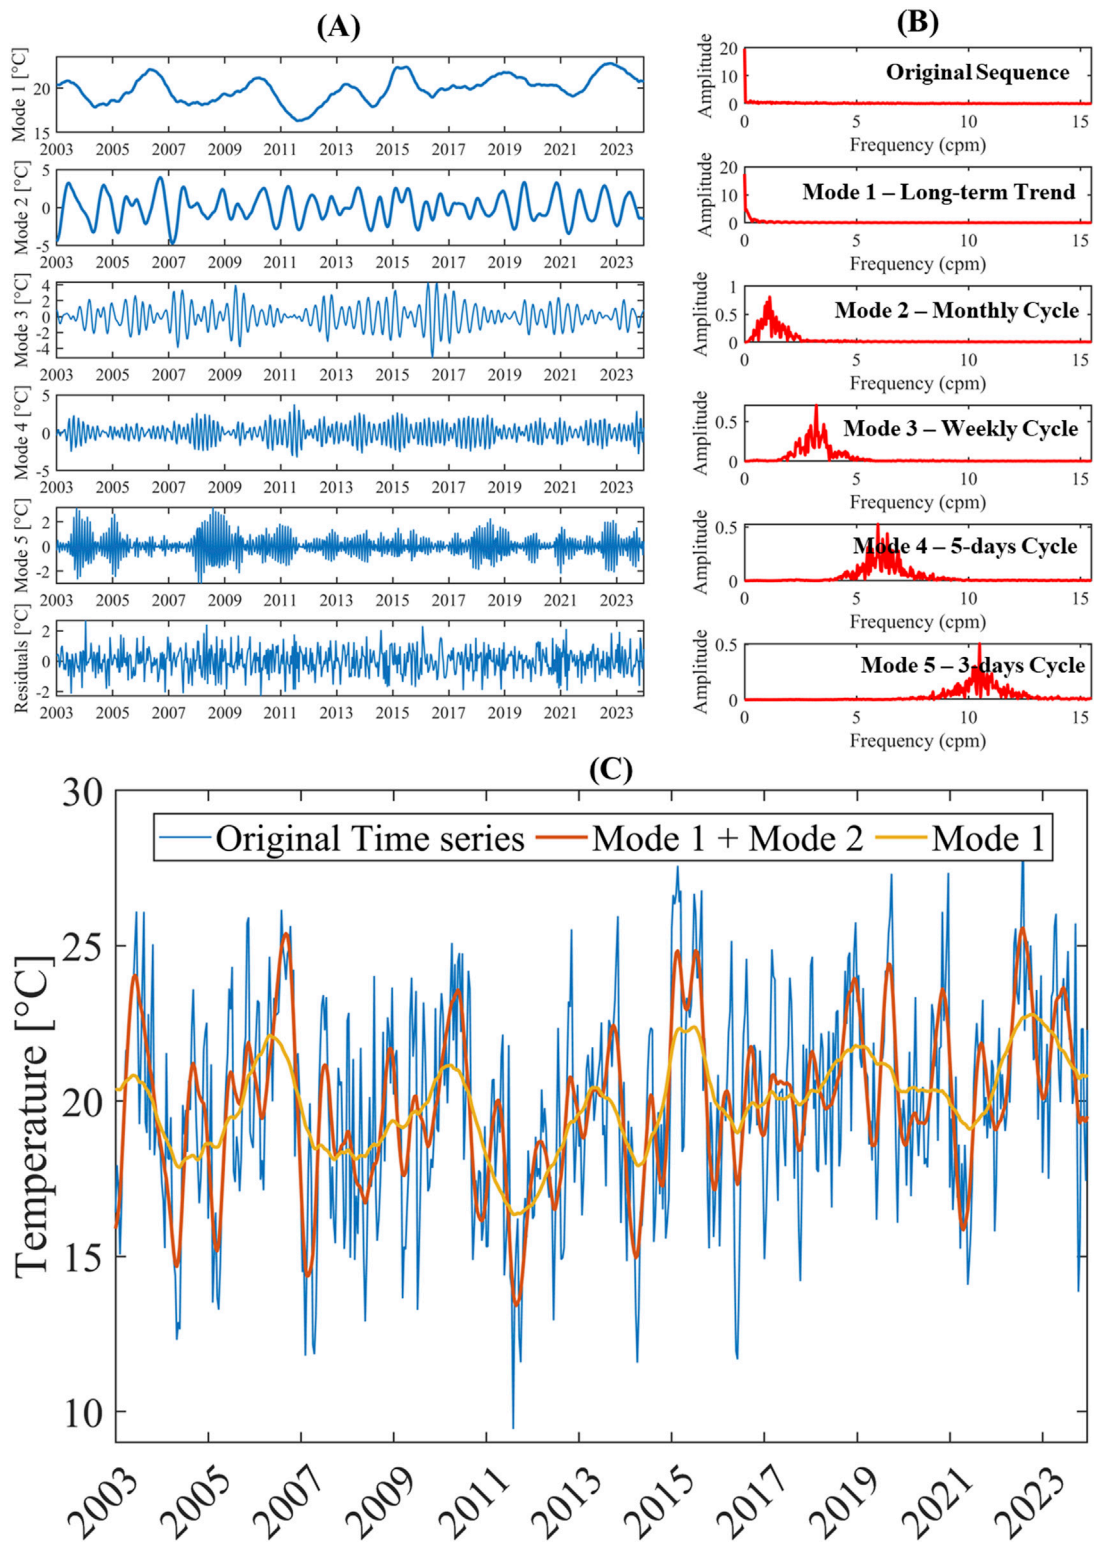 (A)
Mode 1 [°C]
20
15
2003 2005 2007 2009 2011 2013 2015 2017 2019 2021 2023
Mode 2 [°C]
5
0
-5
2003 2005 2007 2009 2011 2013 2015 2017 2019 2021 2023
Mode 3 [°C]
4
2
0
-2
-4
2003 2005 2007 2009 2011 2013 2015 2017 2019 2021 2023
Mode 4 [°C]
5
0
-5
2003 2005 2007 2009 2011 2013 2015 2017 2019 2021 2023
Mode 5 [°C]
2
0
-2
2003 2005 2007 2009 2011 2013 2015 2017 2019 2021 2023
Residuals [°C]
2
0
-2
2003 2005 2007 2009 2011 2013 2015 2017 2019 2021 2023
(B)
Amplitude
20
10
0
Original Sequence
0 5 10 15
Frequency (cpm)
Amplitude
20
10
0
Mode 1 – Long-term Trend
0 5 10 15
Frequency (cpm)
Amplitude
1
0.5
0
Mode 2 – Monthly Cycle
0 5 10 15
Frequency (cpm)
Amplitude
0.5
0
Mode 3 – Weekly Cycle
0 5 10 15
Frequency (cpm)
Amplitude
0.5
0
Mode 4 – 5-days Cycle
0 5 10 15
Frequency (cpm)
Amplitude
0.5
0
Mode 5 – 3-days Cycle
0 5 10 15
Frequency (cpm)
(C)
Temperature [°C]
30
25
20
15
10
Original Time series Mode 1 + Mode 2 Mode 1
2003 2005 2007 2009 2011 2013 2015 2017 2019 2021 2023